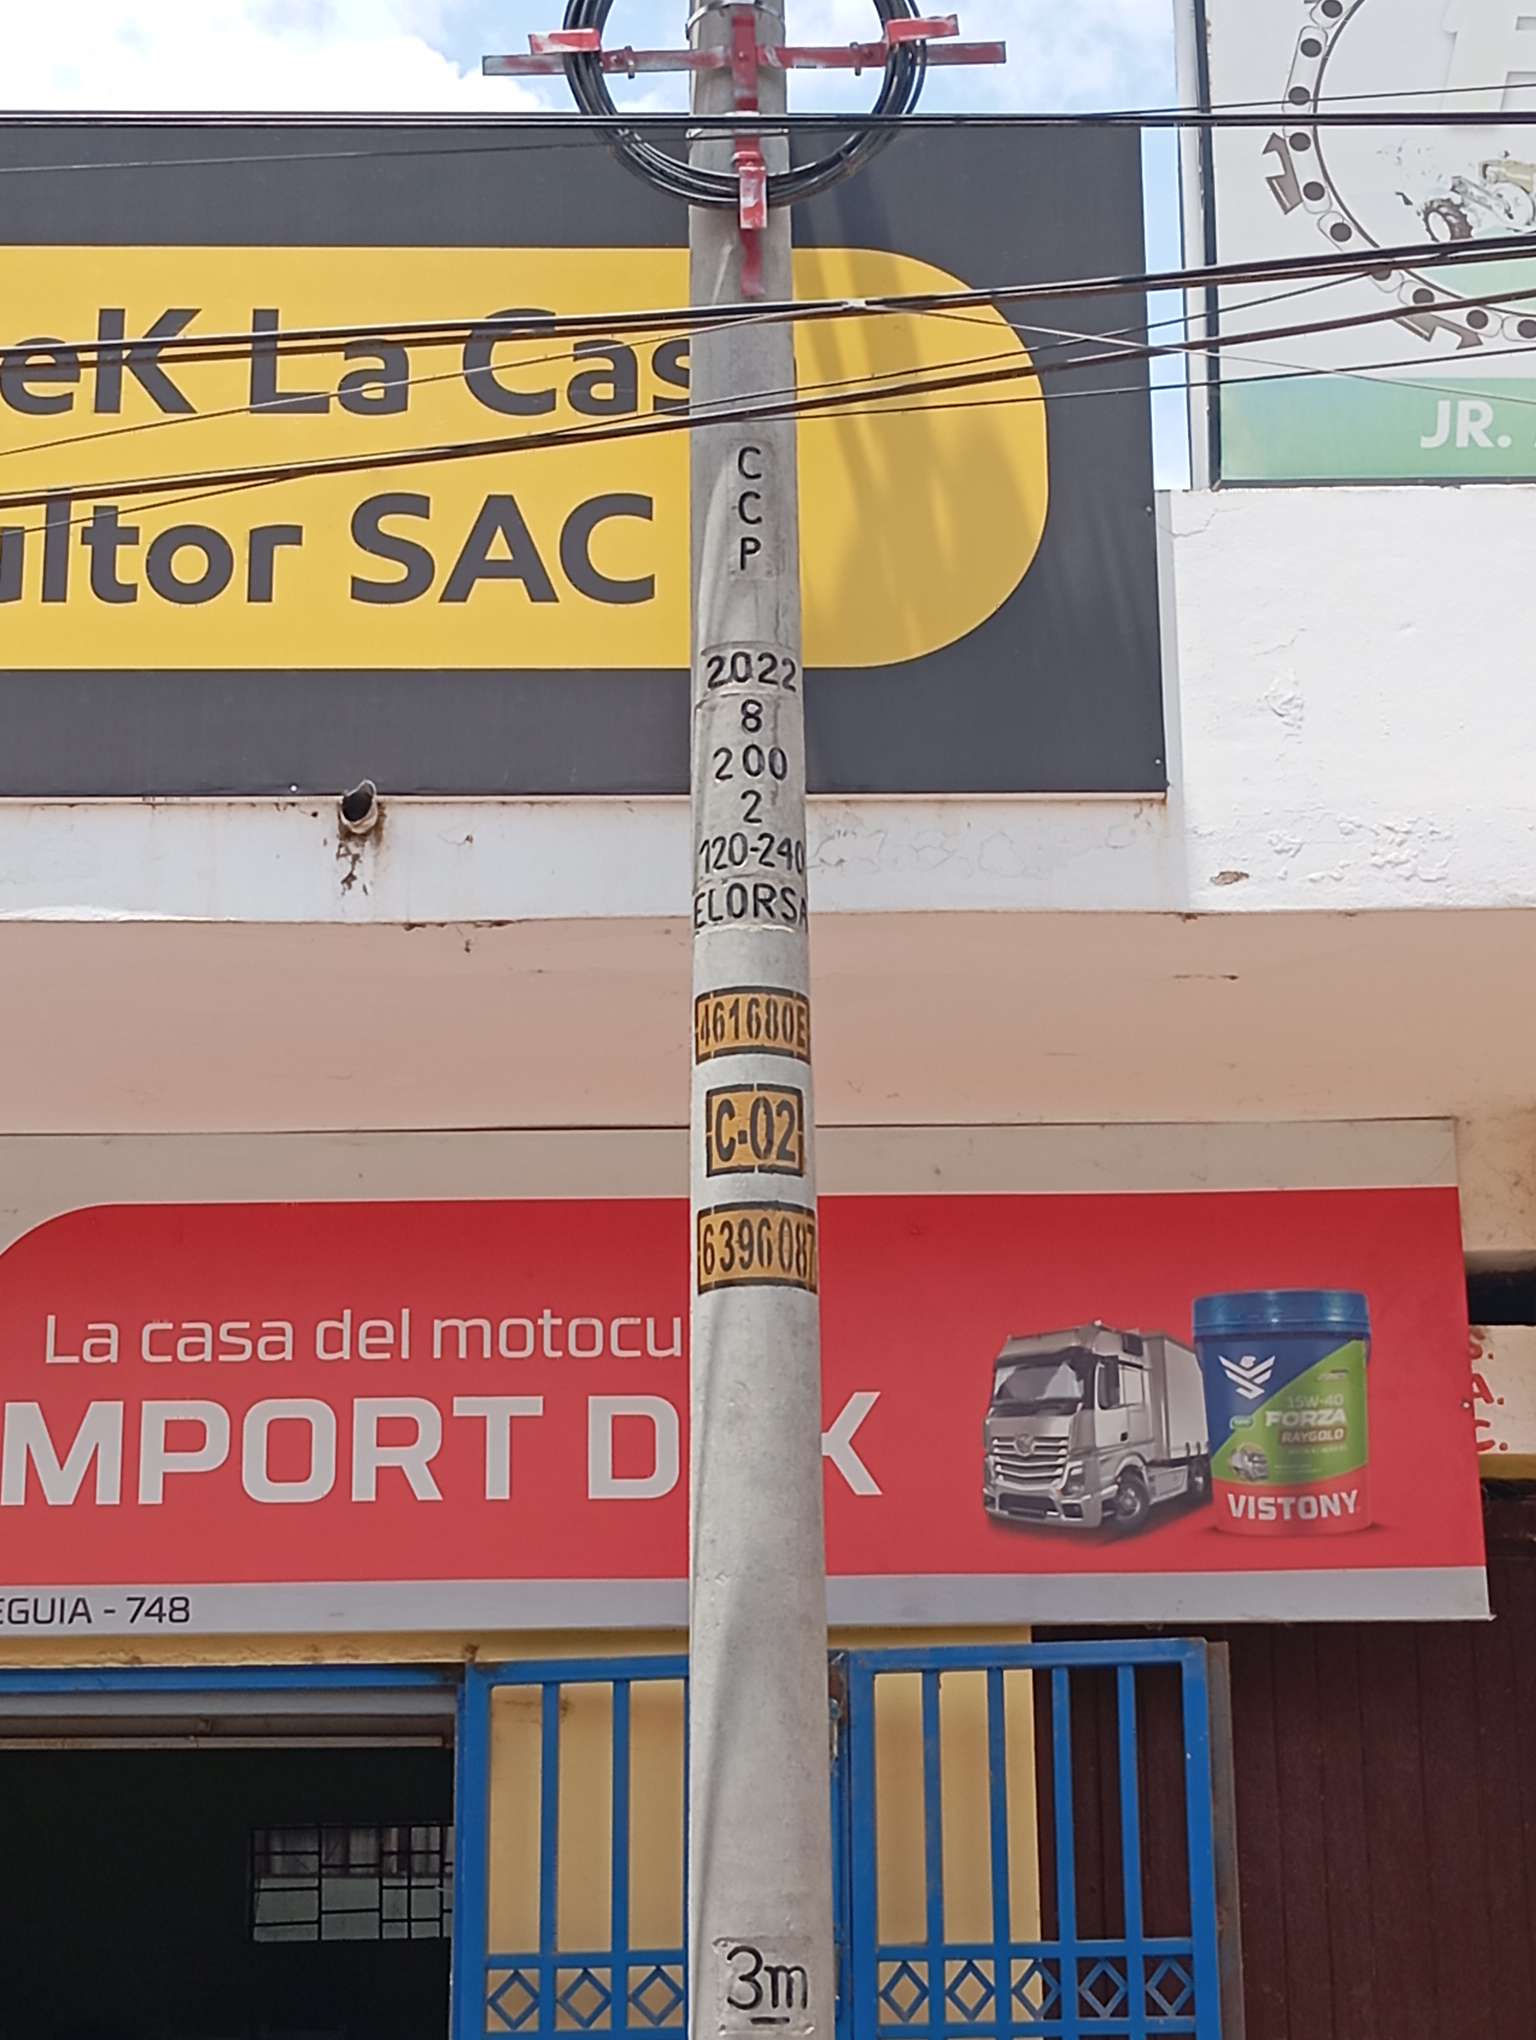 eK La Cas
ultor SAC
JR.
C
C
P
2022
8
200
2
120-240
ELORSA
461680E
C-02
6396087
La casa del motocu
MPORT D K
15W-40
FORZA
RAYGOLD
VISTONY
S.
A.
C.
EGUIA - 748
3m